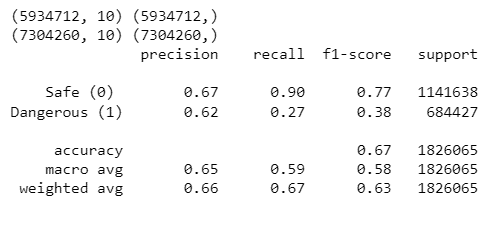 (5934712, 10) (5934712,)
(7304260, 10) (7304260,)
precision recall f1-score support
Safe (0) 0.67 0.90 0.77 1141638
Dangerous (1) 0.62 0.27 0.38 684427
accuracy 0.67 1826065
macro avg 0.65 0.59 0.58 1826065
weighted avg 0.66 0.67 0.63 1826065